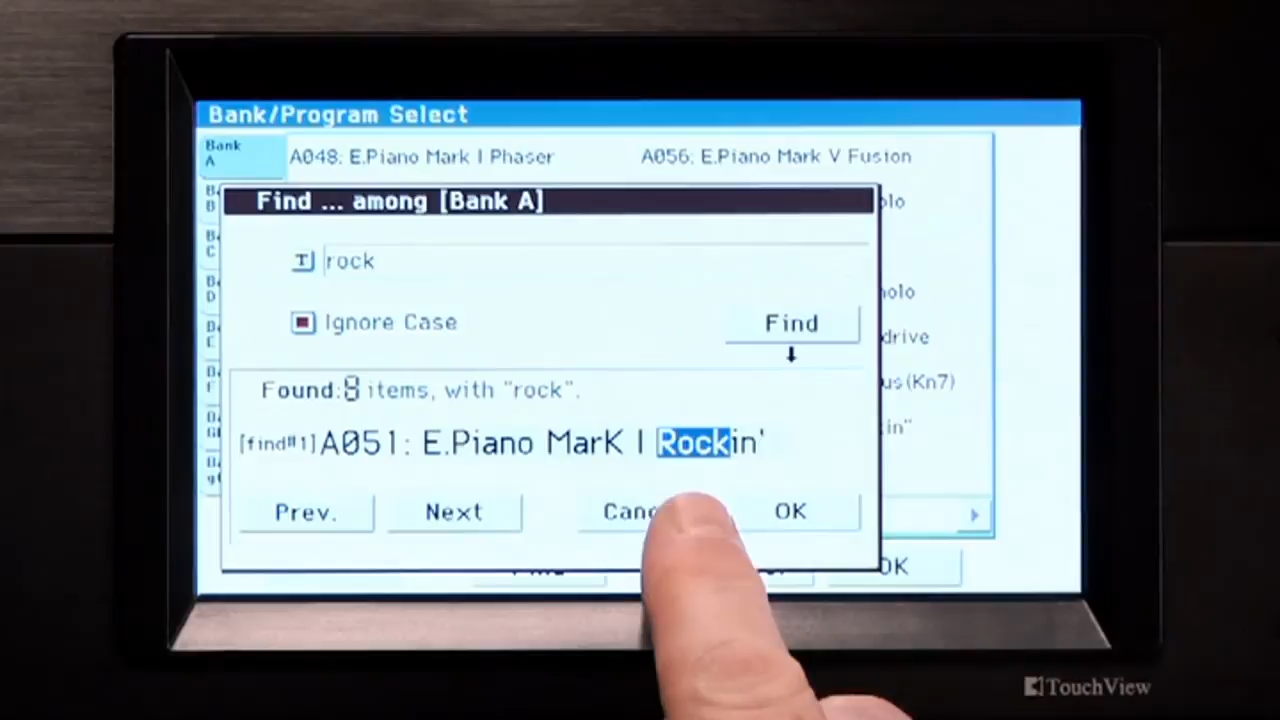 Bank/Program Select
Bank
A
A048: E.Piano Mark I Phaser
A056: E.Piano Mark V Fusion
Find ... among [Bank A]
T rock
Ignore Case
Find
Found:8 items, with "rock".
[find#1]A051: E.Piano MarK I Rockin'
Prev.
Next
Canc
OK
olo
drive
us(Kn7)
in"
OK
TouchView